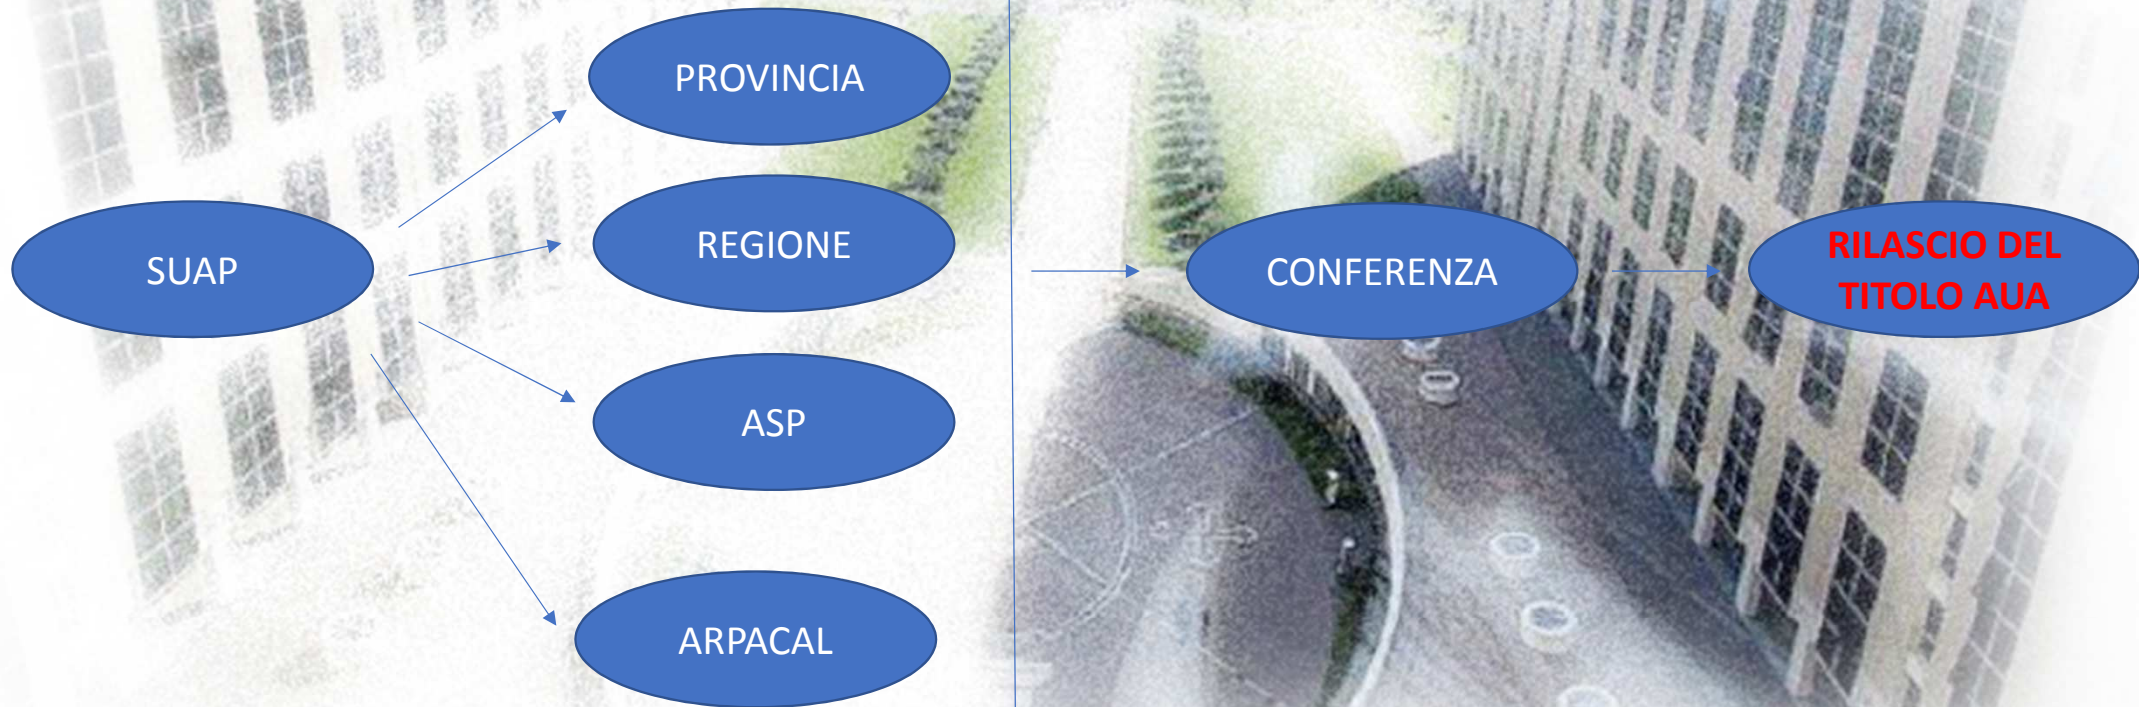 PROVINCIA
REGIONE
SUAP
CONFERENZA
RILASCIO DEL
TITOLO AUA
ASP
ARPACAL